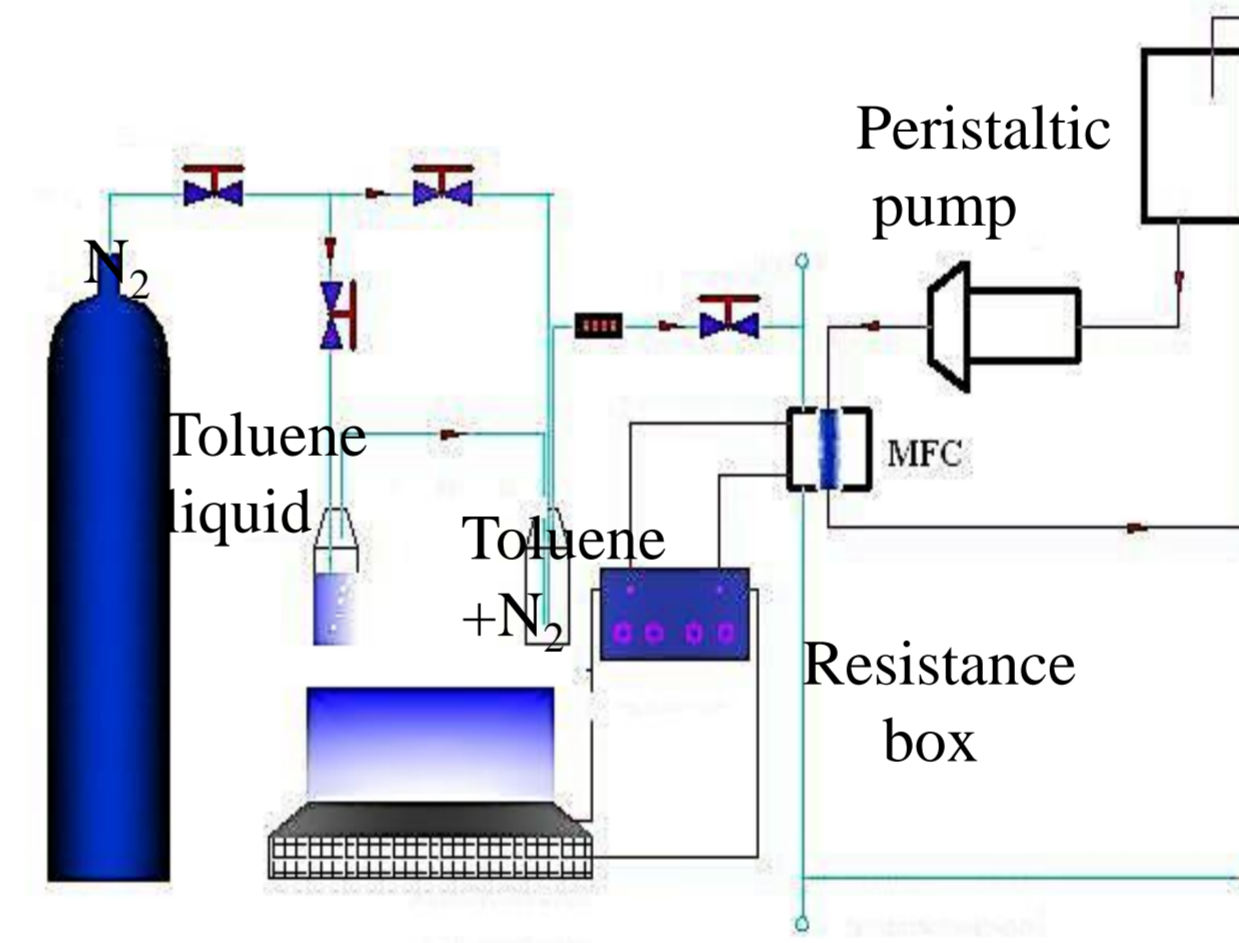 Peristaltic
pump
N₂
Toluene
liquid
MFC
Toluene
+N₂
Resistance
box